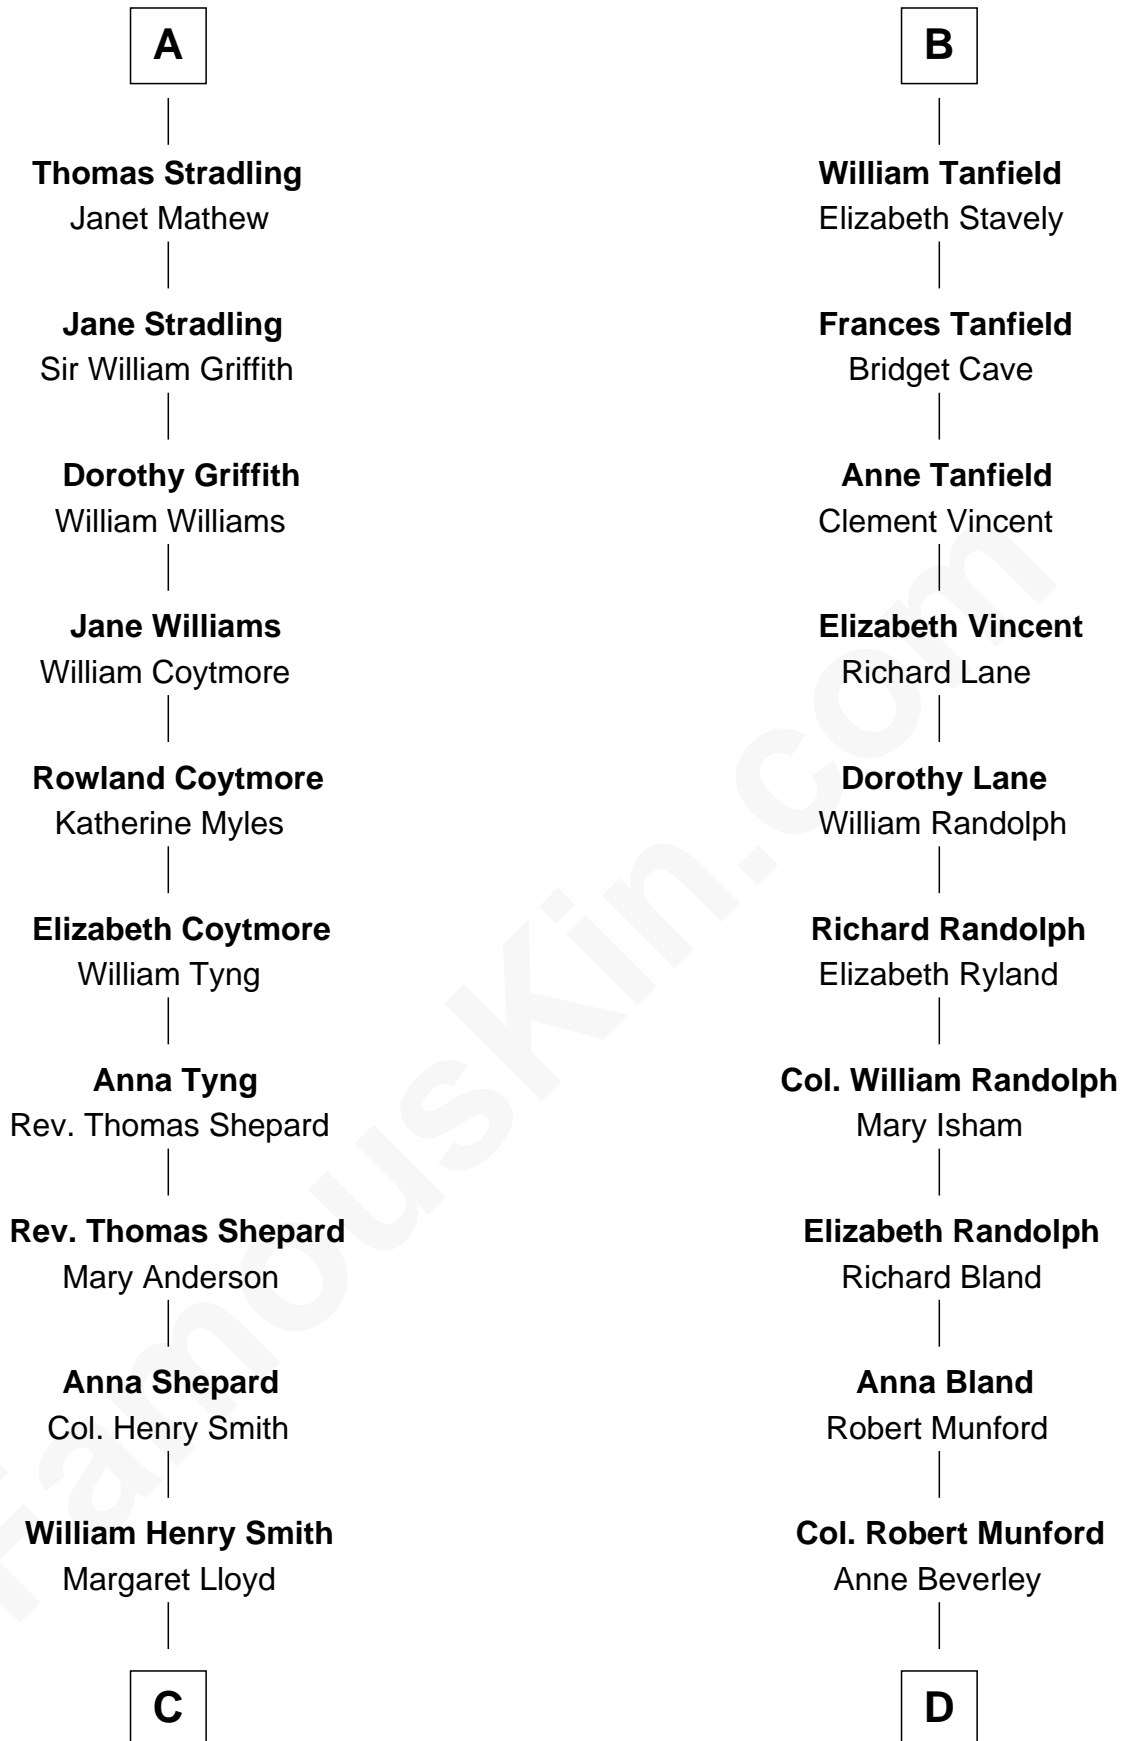 A
Thomas Stradling
Janet Mathew
Jane Stradling
Sir William Griffith
Dorothy Griffith
William Williams
Jane Williams
William Coytmore
Rowland Coytmore
Katherine Myles
Elizabeth Coytmore
William Tyng
Anna Tyng
Rev. Thomas Shepard
Rev. Thomas Shepard
Mary Anderson
Anna Shepard
Col. Henry Smith
William Henry Smith
Margaret Lloyd
C
B
William Tanfield
Elizabeth Stavely
Frances Tanfield
Bridget Cave
Anne Tanfield
Clement Vincent
Elizabeth Vincent
Richard Lane
Dorothy Lane
William Randolph
Richard Randolph
Elizabeth Ryland
Col. William Randolph
Mary Isham
Elizabeth Randolph
Richard Bland
Anna Bland
Robert Munford
Col. Robert Munford
Anne Beverley
D
FamousKin.com